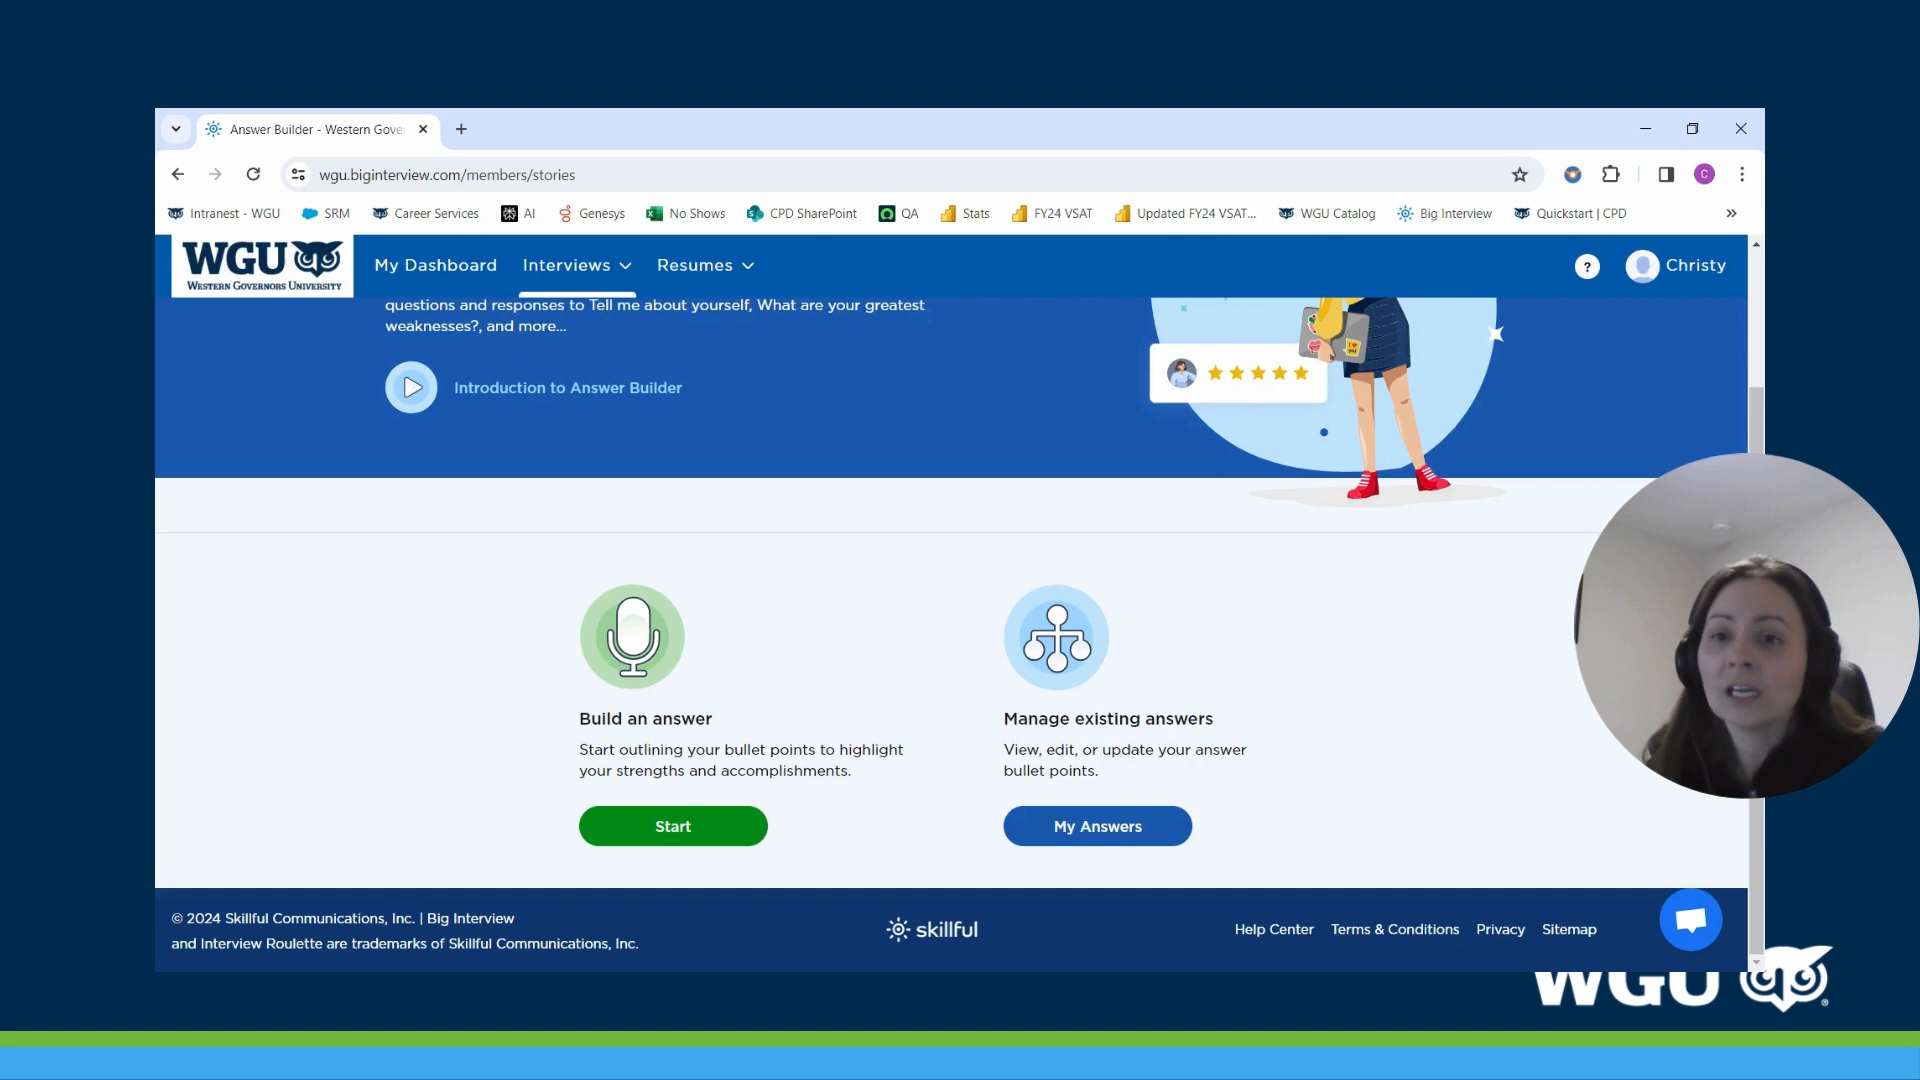 Answer Builder - Western Gove
wgu.biginterview.com/members/stories
C
Intranest - WGU
SRM
Career Services
AI
Genesys
No Shows
CPD SharePoint
QA
Stats
FY24 VSAT
Updated FY24 VSAT...
WGU Catalog
Big Interview
Quickstart | CPD
WGU
WESTERN GOVERNORS UNIVERSITY
My Dashboard
Interviews
Resumes
?
Christy
questions and responses to Tell me about yourself, What are your greatest
weaknesses?, and more...
Introduction to Answer Builder
Build an answer
Start outlining your bullet points to highlight
your strengths and accomplishments.
Start
Manage existing answers
View, edit, or update your answer
bullet points.
My Answers
© 2024 Skillful Communications, Inc. | Big Interview
and Interview Roulette are trademarks of Skillful Communications, Inc.
skillful
Help Center
Terms & Conditions
Privacy
Sitemap
WGU